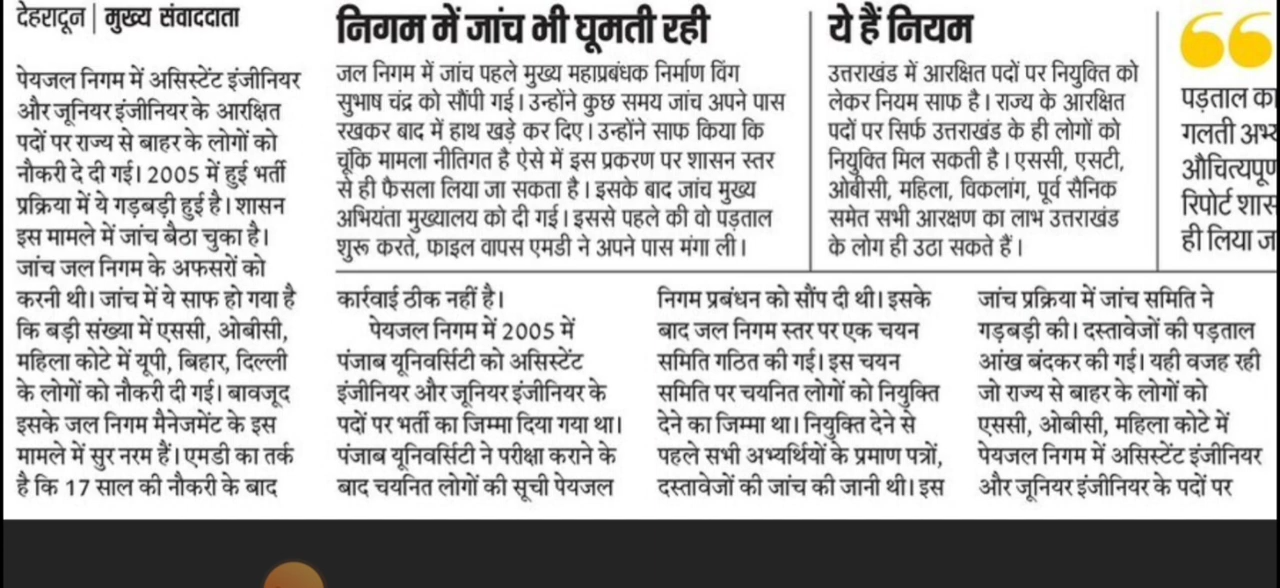 देहरादून | मुख्य संवाददाता
पेयजल निगम में असिस्टेंट इंजीनियर
और जूनियर इंजीनियर के आरक्षित
पदों पर राज्य से बाहर के लोगों को
नौकरी दे दी गई। 2005 में हुई भर्ती
प्रक्रिया में ये गड़बड़ी हुई है। शासन
इस मामले में जांच बैठा चुका है।
जांच जल निगम के अफसरों को
करनी थी। जांच में ये साफ हो गया है
कि बड़ी संख्या में एससी, ओबीसी,
महिला कोटे में यूपी, बिहार, दिल्ली
के लोगों को नौकरी दी गई। बावजूद
इसके जल निगम मैनेजमेंट के इस
मामले में सुर नरम हैं। एमडी का तर्क
है कि 17 साल की नौकरी के बाद
निगम में जांच भी घूमती रही
जल निगम में जांच पहले मुख्य महाप्रबंधक निर्माण विंग
सुभाष चंद्र को सौंपी गई। उन्होंने कुछ समय जांच अपने पास
रखकर बाद में हाथ खड़े कर दिए। उन्होंने साफ किया कि
चूंकि मामला नीतिगत है ऐसे में इस प्रकरण पर शासन स्तर
से ही फैसला लिया जा सकता है। इसके बाद जांच मुख्य
अभियंता मुख्यालय को दी गई। इससे पहले की वो पड़ताल
शुरू करते, फाइल वापस एमडी ने अपने पास मंगा ली।
ये हैं नियम
उत्तराखंड में आरक्षित पदों पर नियुक्ति को
लेकर नियम साफ है। राज्य के आरक्षित
पदों पर सिर्फ उत्तराखंड के ही लोगों को
नियुक्ति मिल सकती है। एससी, एसटी,
ओबीसी, महिला, विकलांग, पूर्व सैनिक
समेत सभी आरक्षण का लाभ उत्तराखंड
के लोग ही उठा सकते हैं।
पड़ताल
गलती
रिपोर्ट
ही लिया
कार्रवाई ठीक नहीं है।
पेयजल निगम में 2005 में
पंजाब यूनिवर्सिटी को असिस्टेंट
इंजीनियर और जूनियर इंजीनियर के
पदों पर भर्ती का जिम्मा दिया गया था।
पंजाब यूनिवर्सिटी ने परीक्षा कराने के
बाद चयनित लोगों की सूची पेयजल
निगम प्रबंधन को सौंप दी थी। इसके
बाद जल निगम स्तर पर एक चयन
समिति गठित की गई। इस चयन
समिति पर चयनित लोगों को नियुक्ति
देने का जिम्मा था। नियुक्ति देने से
पहले सभी अभ्यर्थियों के प्रमाण पत्रों,
दस्तावेजों की जांच की जानी थी। इस
जांच प्रक्रिया में जांच समिति ने
गड़बड़ी की। दस्तावेजों की पड़ताल
आंख बंदकर की गई। यही वजह रही
जो राज्य से बाहर के लोगों को
एससी, ओबीसी, महिला कोटे में
पेयजल निगम में असिस्टेंट इंजीनियर
और जूनियर इंजीनियर के पदों पर